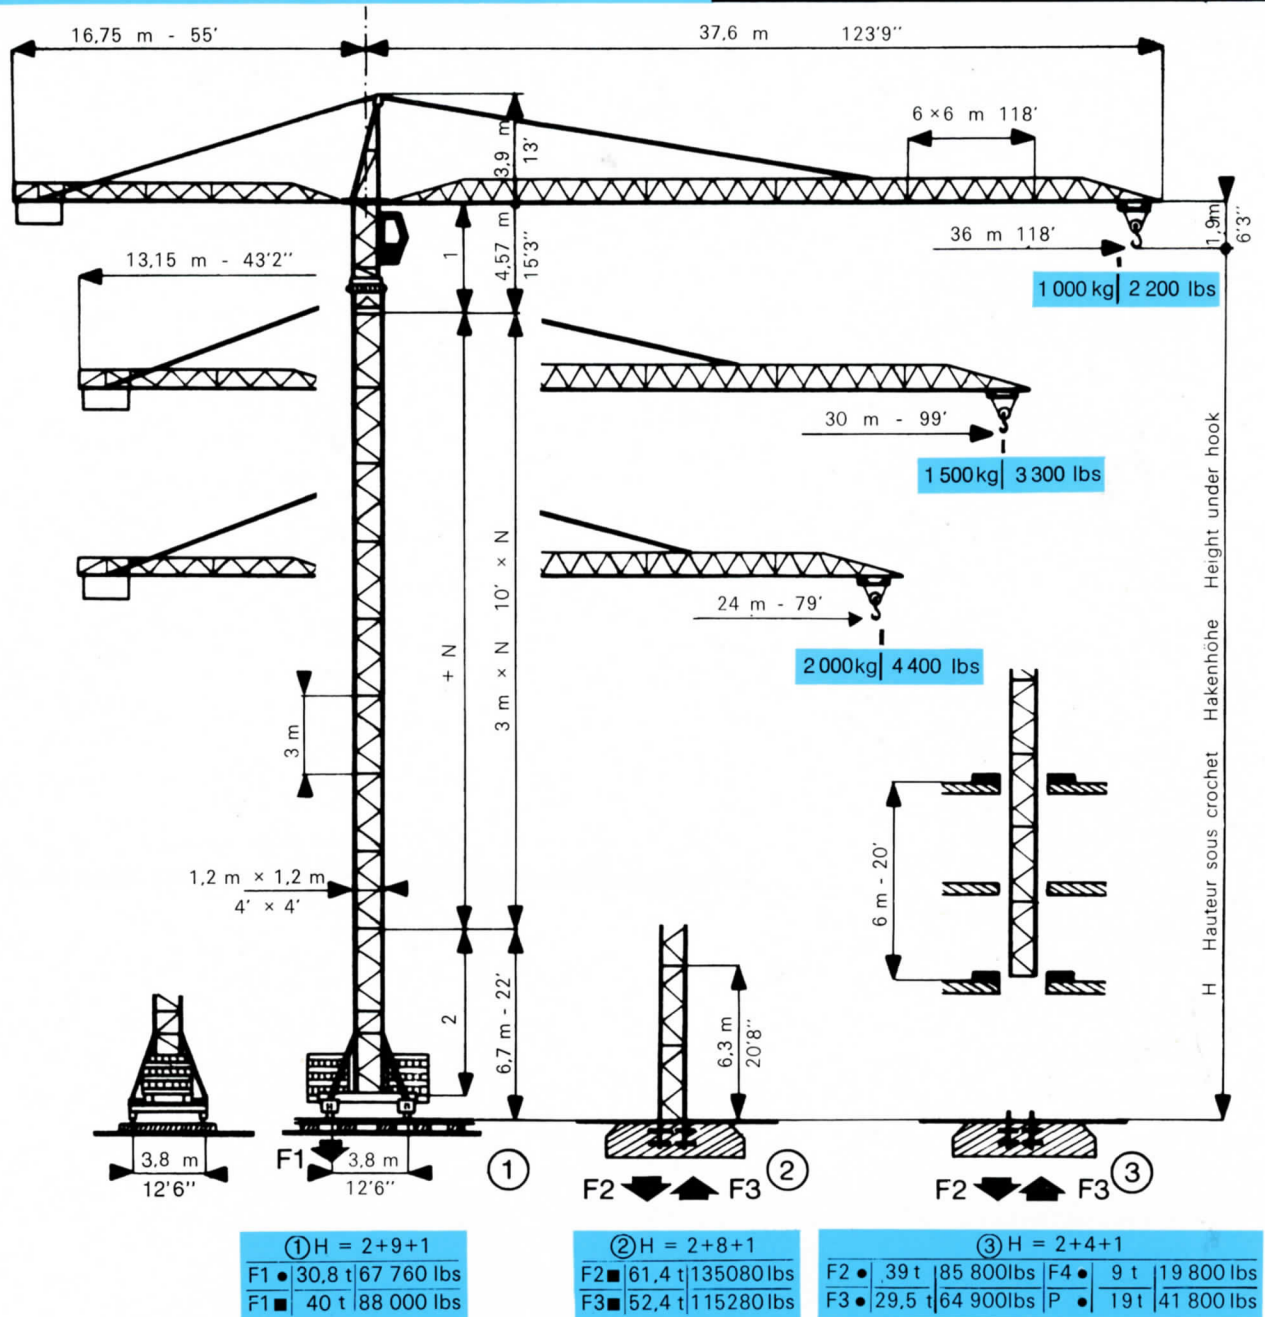 16,75 m - 55'
37,6 m 123'9''
6 × 6 m 118'
3,9 m
13'
36 m 118'
1,9m
6'3''
1 000 kg 2 200 lbs
13,15 m - 43'2''
1
4,57 m
15'3''
30 m - 99'
1 500 kg 3 300 lbs
24 m - 79'
2 000 kg 4 400 lbs
+ N
3 m × N 10' × N
3 m
1,2 m × 1,2 m
4' × 4'
6 m - 20'
H Hauteur sous crochet Hakenhöhe Height under hook
2
6,7 m - 22'
6,3 m
20'8''
3,8 m
12'6''
F1
3,8 m
12'6''
①
F2 F3
②
F2 F3
③
① H = 2+9+1
F1 ● 30,8 t 67 760 lbs
F1 ■ 40 t 88 000 lbs
② H = 2+8+1
F2 ■ 61,4 t 135080 lbs
F3 ■ 52,4 t 115280 lbs
③ H = 2+4+1
F2 ● 39 t 85 800lbs F4 ● 9 t 19 800 lbs
F3 ● 29,5 t 64 900lbs P ● 19 t 41 800 lbs